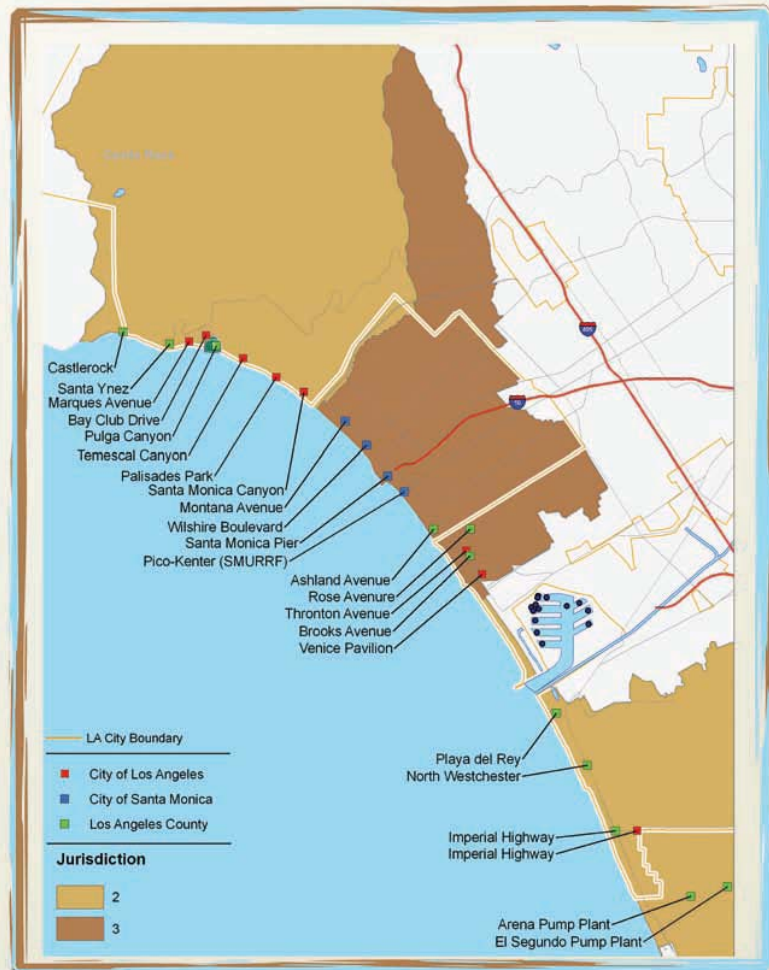 405
10
Castlerock
Santa Ynez
Marques Avenue
Bay Club Drive
Pulga Canyon
Temescal Canyon
Palisades Park
Santa Monica Canyon
Montana Avenue
Wilshire Boulevard
Santa Monica Pier
Pico-Kenter (SMURRF)
Ashland Avenue
Rose Avenure
Thronton Avenue
Brooks Avenue
Venice Pavilion
Playa del Rey
North Westchester
Imperial Highway
Imperial Highway
Arena Pump Plant
El Segundo Pump Plant
LA City Boundary
City of Los Angeles
City of Santa Monica
Los Angeles County
Jurisdiction
2
3